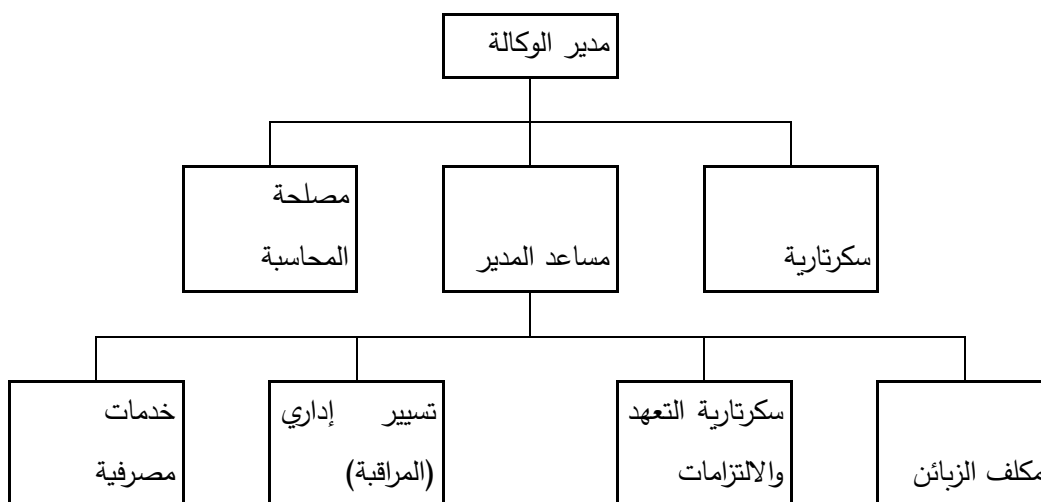 مدير الوكالة
سكرتارية
مساعد المدير
مصلحة
المحاسبة
مكلف الزبائن
سكرتارية التعهد
والالتزامات
تسيير إداري
(المراقبة)
خدمات
مصرفية